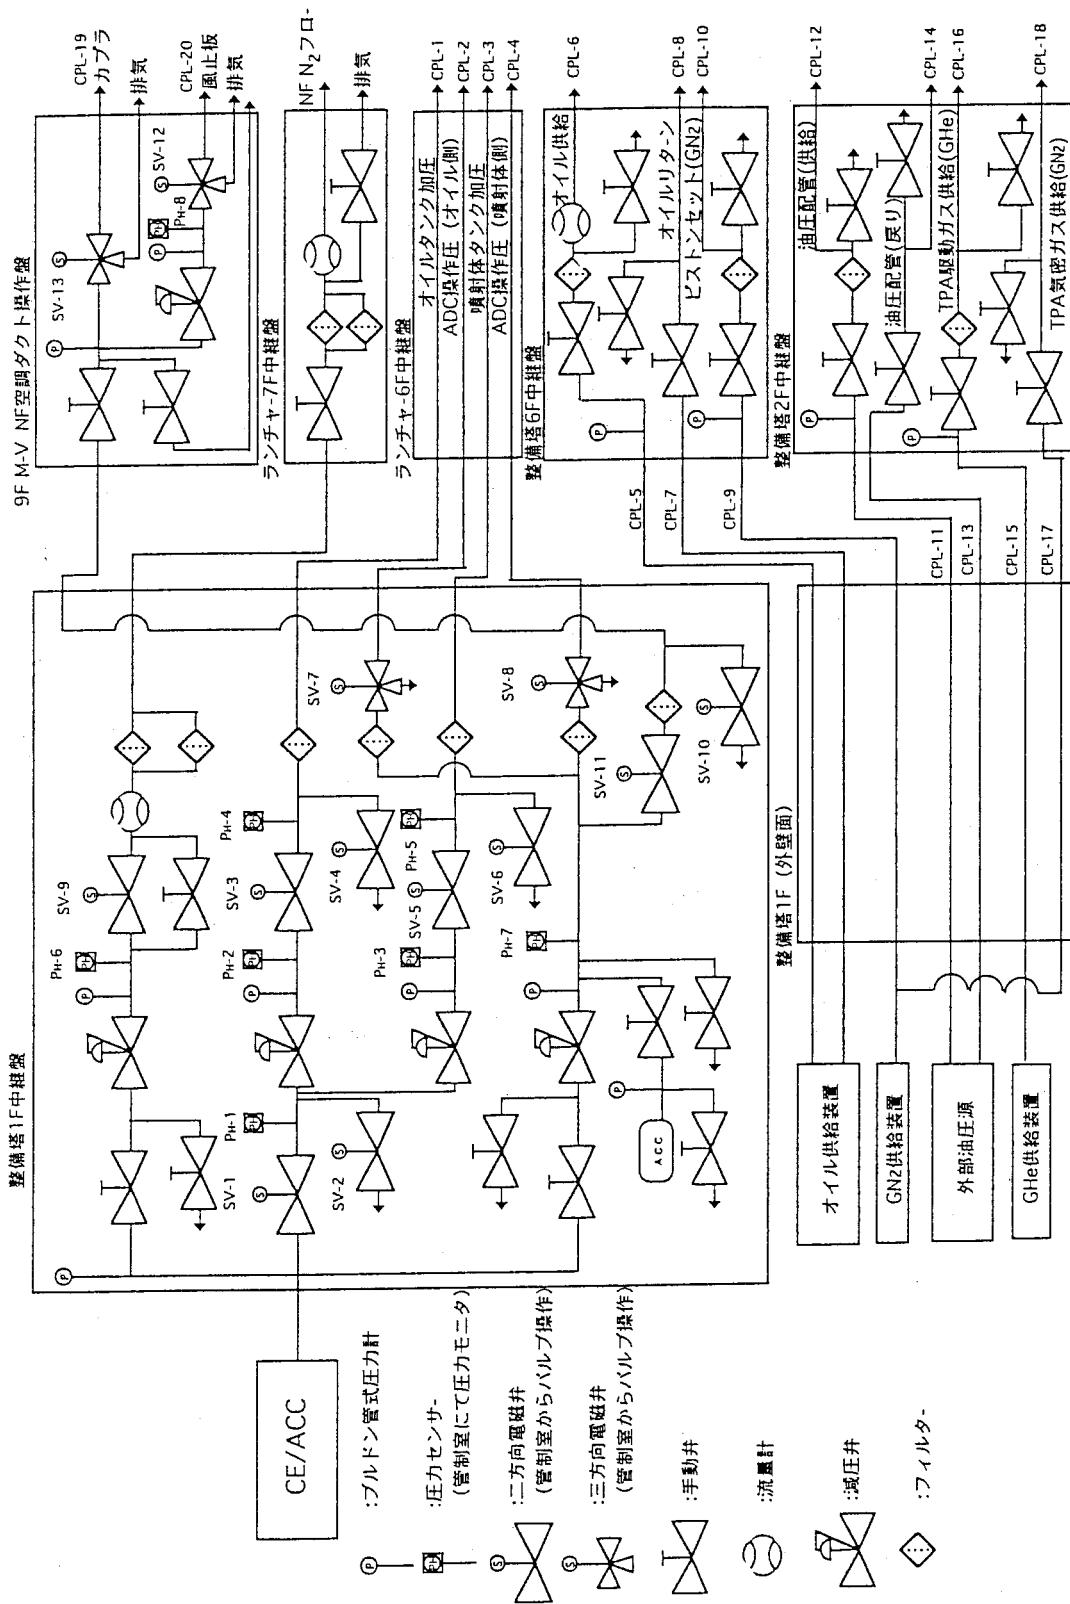 9F M-V NF空調ダクト操作盤
SV-13
S
P
PH
PH-8
S
SV-12
CPL-19
カプラ
排気
CPL-20
風止板
排気
ランチャ-7F中継盤
NF N₂フロ-
排気
ランチャ-6F中継盤
オイルタンク加圧
ADC操作圧 (オイル側)
噴射体タンク加圧
ADC操作圧 (噴射体側)
CPL-1
CPL-2
CPL-3
CPL-4
整備塔6F中継盤
オイル供給
オイルリターン
ピストンセット(GN2)
P
P
CPL-6
CPL-8
CPL-10
CPL-5
CPL-7
CPL-9
整備塔2F中継盤
油圧配管(供給)
油圧配管(戻り)
TPA駆動ガス供給(GHe)
TPA気密ガス供給(GN2)
P
P
CPL-12
CPL-14
CPL-16
CPL-18
CPL-11
CPL-13
CPL-15
CPL-17
整備塔1F中継盤
P
P
PH
PH-6
S
SV-9
SV-1
S
PH-1
PH
S
SV-2
P
PH
PH-2
S
SV-3
PH
PH-4
S
SV-4
P
PH
PH-3
S
SV-5
PH
PH-5
S
SV-6
P
PH
PH-7
S
SV-7
S
SV-8
S
SV-11
S
SV-10
P
ACC
整備塔1F (外壁面)
オイル供給装置
GN2供給装置
外部油圧源
GHe供給装置
CE/ACC
P
:ブルドン管式圧力計
PH
:圧力センサ-
(管制室にて圧力モニタ)
S
:二方向電磁弁
(管制室からバルブ操作)
S
:三方向電磁弁
(管制室からバルブ操作)
:手動弁
:流量計
:減圧弁
:フィルタ-